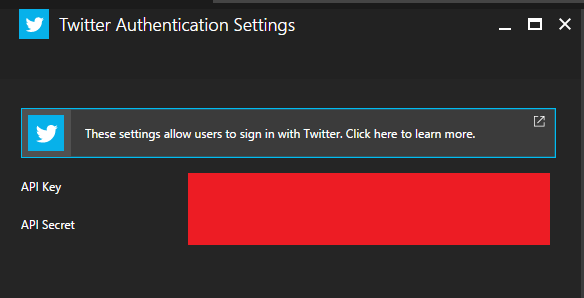 Twitter Authentication Settings
These settings allow users to sign in with Twitter. Click here to learn more.
API Key
API Secret